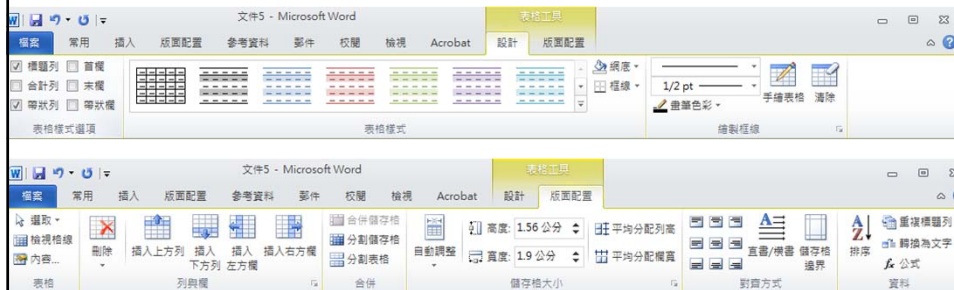 文件5 - Microsoft Word 表格工具
檔案 常用 插入 版面配置 參考資料 郵件 校閱 檢視 Acrobat 設計 版面配置
標題列 首欄
合計列 末欄
帶狀列 帶狀欄
表格樣式選項
表格樣式
網底
框線
1/2 pt
畫筆色彩
手繪表格 清除
繪製框線
文件5 - Microsoft Word 表格工具
檔案 常用 插入 版面配置 參考資料 郵件 校閱 檢視 Acrobat 設計 版面配置
選取
檢視格線
內容...
表格
刪除
插入上方列 插入下方列 插入左方欄 插入右方欄
列與欄
合併儲存格
分割儲存格
分割表格
合併
自動調整
高度: 1.56 公分 平均分配列高
寬度: 1.9 公分 平均分配欄寬
儲存格大小
直書/橫書 儲存格邊界
對齊方式
排序
重複標題列
轉換為文字
fx 公式
資料